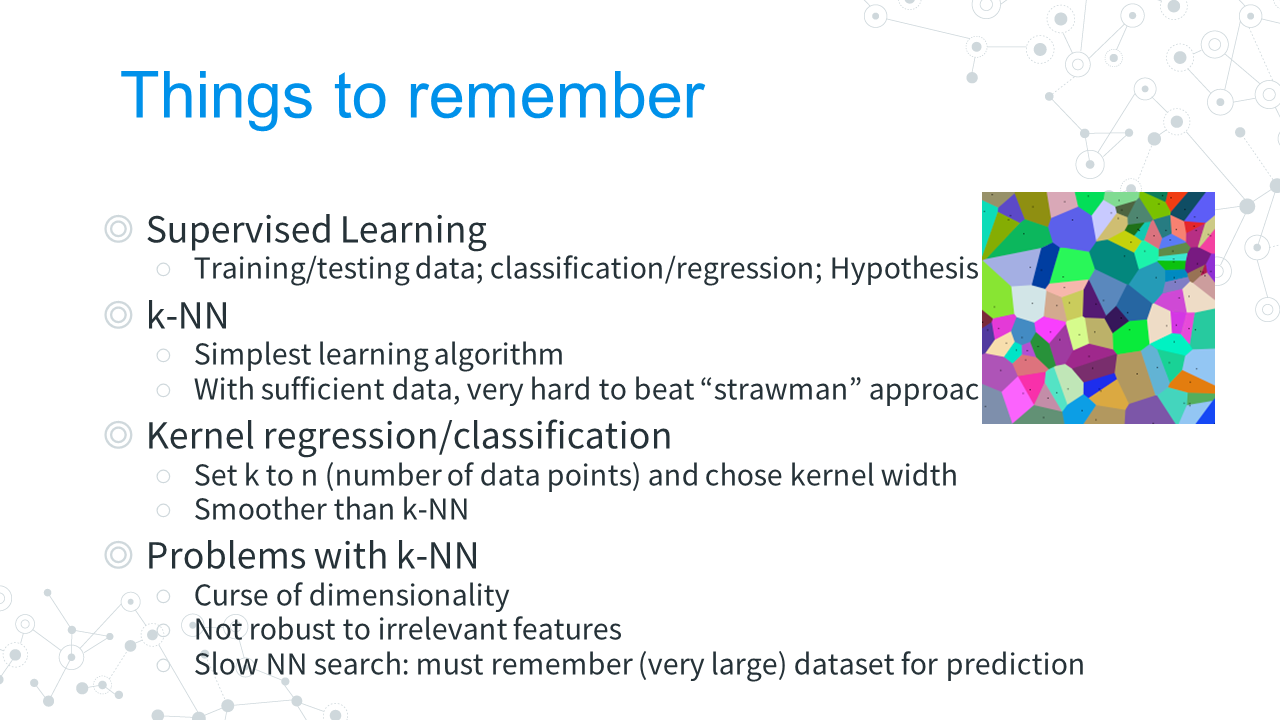 Things to remember
Supervised Learning
Training/testing data; classification/regression; Hypothesis
k-NN
Simplest learning algorithm
With sufficient data, very hard to beat “strawman” approac
Kernel regression/classification
Set k to n (number of data points) and chose kernel width
Smoother than k-NN
Problems with k-NN
Curse of dimensionality
Not robust to irrelevant features
Slow NN search: must remember (very large) dataset for prediction